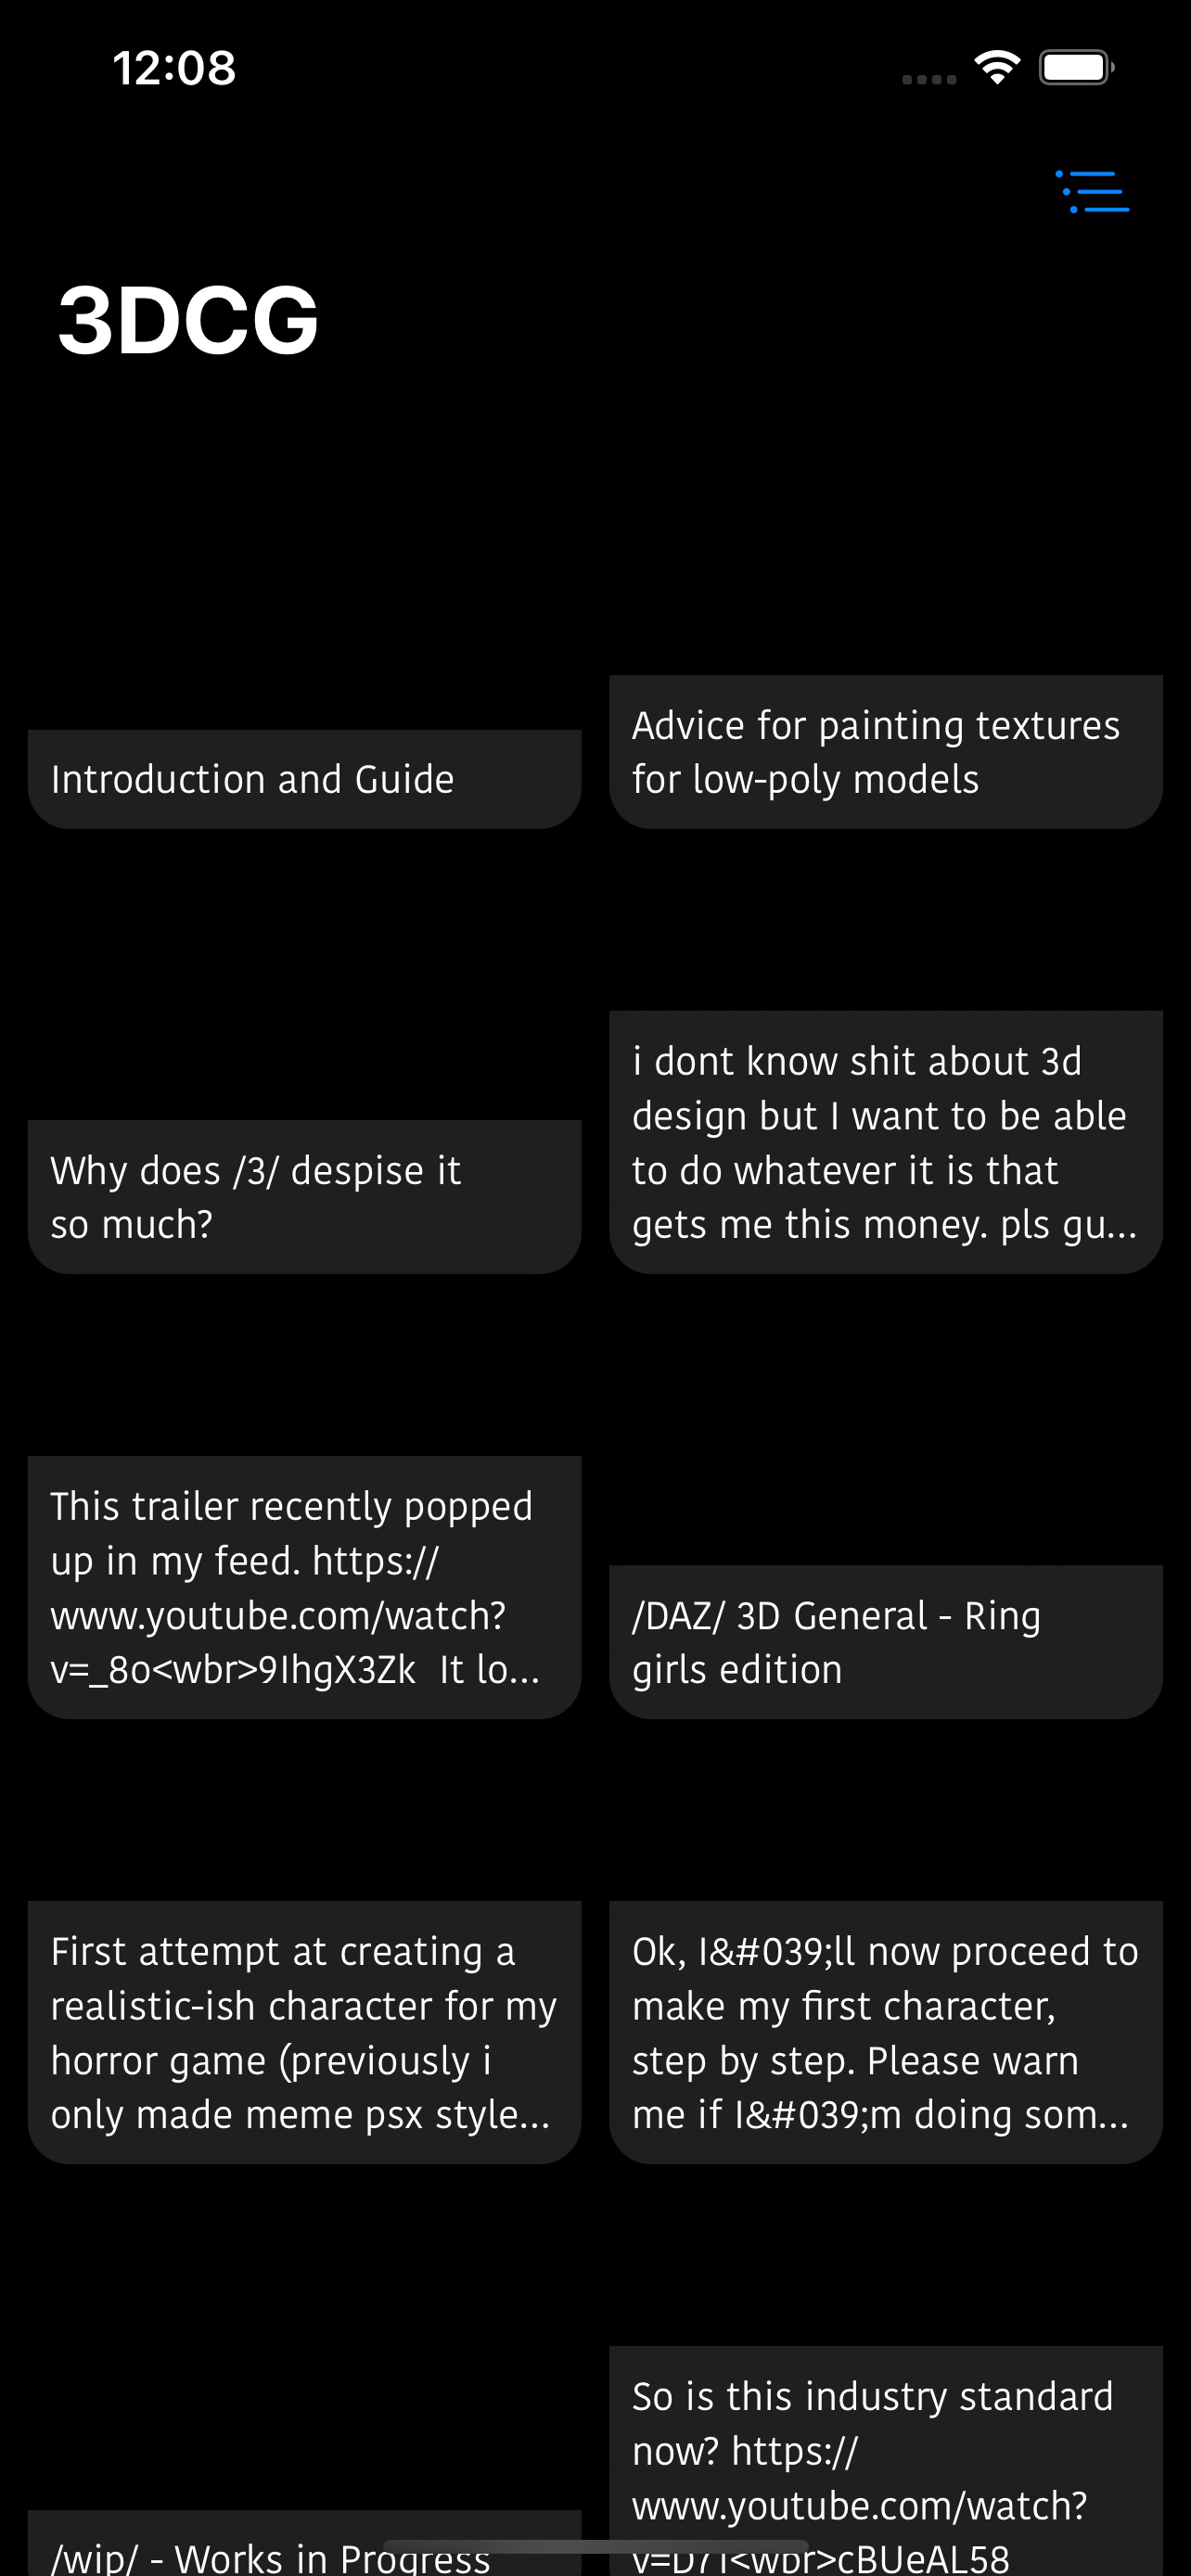 12:08
3DCG
Introduction and Guide
Advice for painting textures
for low-poly models
Why does /3/ despise it
so much?
i dont know shit about 3d
design but I want to be able
to do whatever it is that
gets me this money. pls gu...
This trailer recently popped
up in my feed. https://
www.youtube.com/watch?
v=_8o<wbr>9IhgX3Zk  It lo...
/DAZ/ 3D General - Ring
girls edition
First attempt at creating a
realistic-ish character for my
horror game (previously i
only made meme psx style...
Ok, I&#039;ll now proceed to
make my first character,
step by step. Please warn
me if I&#039;m doing som...
/wip/ - Works in Progress
So is this industry standard
now? https://
www.youtube.com/watch?